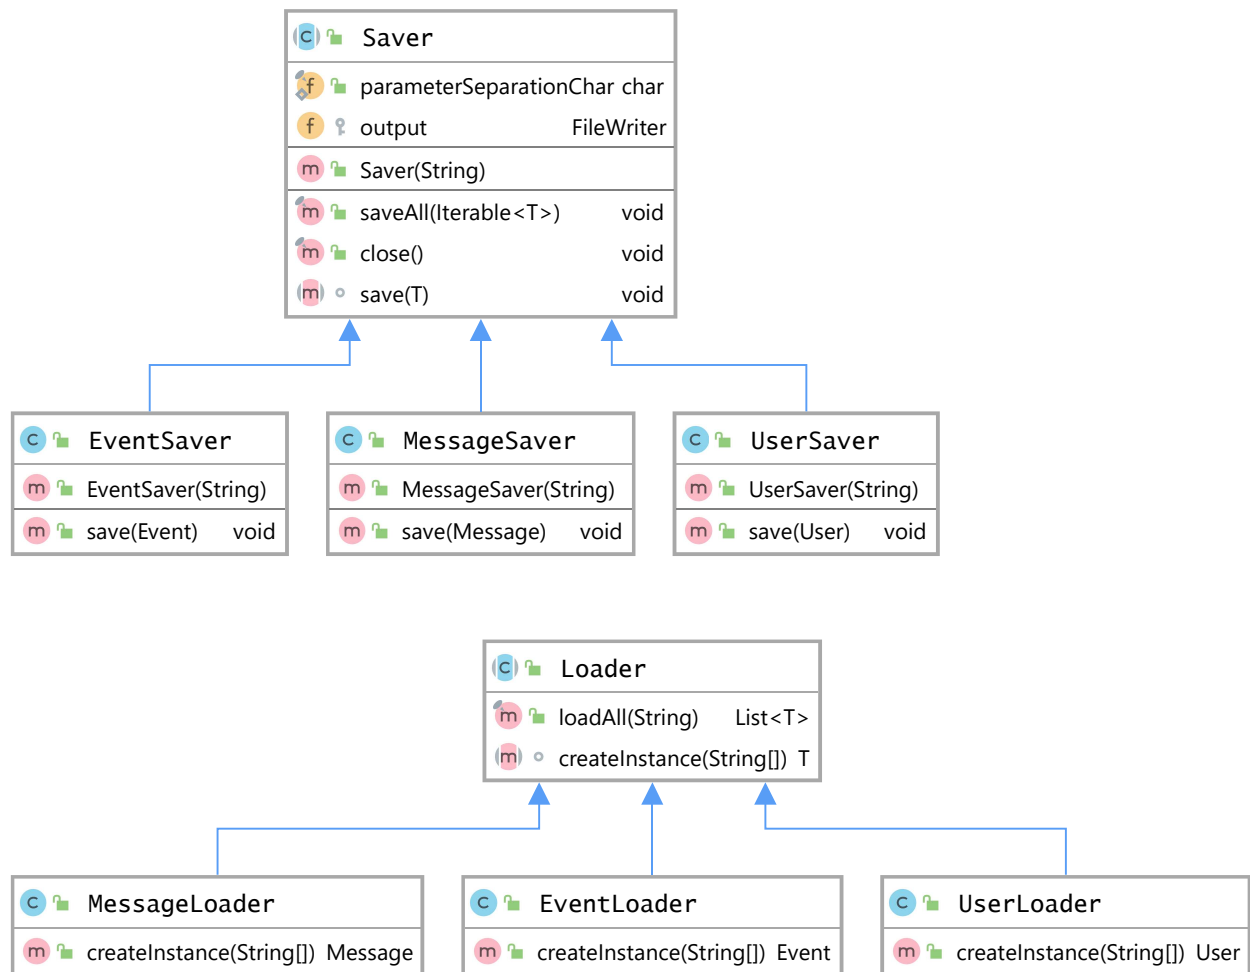 Saver
parameterSeparationChar char
output FileWriter
Saver(String)
saveAll(Iterable<T>) void
close() void
save(T) void
EventSaver
EventSaver(String)
save(Event) void
MessageSaver
MessageSaver(String)
save(Message) void
UserSaver
UserSaver(String)
save(User) void
Loader
loadAll(String) List<T>
createInstance(String[]) T
MessageLoader
createInstance(String[]) Message
EventLoader
createInstance(String[]) Event
UserLoader
createInstance(String[]) User